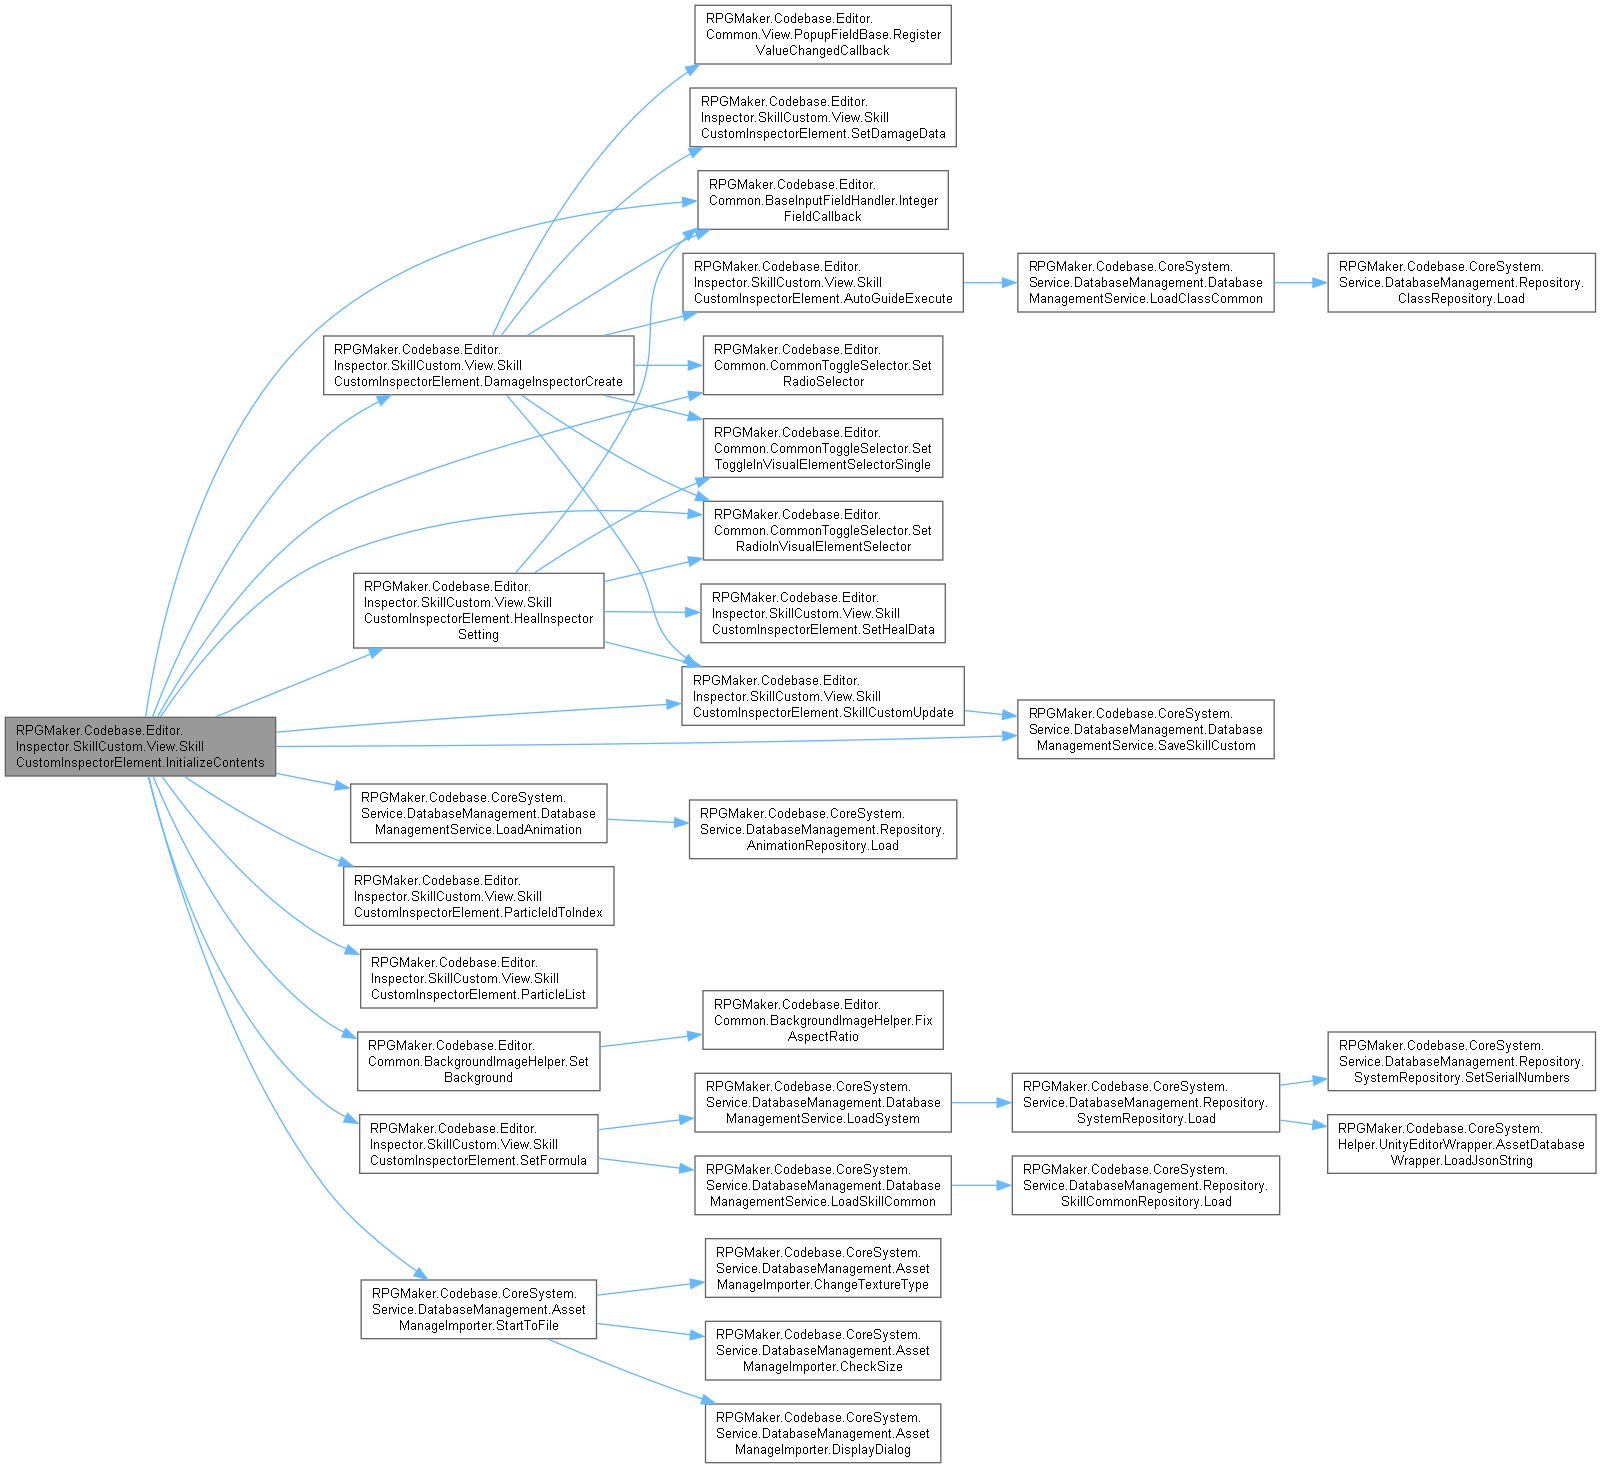 RPGMaker.Codebase.Editor.
Common.View.PopupFieldBase.Register
ValueChangedCallback
RPGMaker.Codebase.Editor.
Inspector.SkillCustom.View.Skill
CustomInspectorElement.SetDamageData
RPGMaker.Codebase.Editor.
Common.BaseInputFieldHandler.Integer
FieldCallback
RPGMaker.Codebase.Editor.
Inspector.SkillCustom.View.Skill
CustomInspectorElement.AutoGuideExecute
RPGMaker.Codebase.CoreSystem.
Service.DatabaseManagement.Database
ManagementService.LoadClassCommon
RPGMaker.Codebase.CoreSystem.
Service.DatabaseManagement.Repository.
ClassRepository.Load
RPGMaker.Codebase.Editor.
Inspector.SkillCustom.View.Skill
CustomInspectorElement.DamageInspectorCreate
RPGMaker.Codebase.Editor.
Common.CommonToggleSelector.Set
RadioSelector
RPGMaker.Codebase.Editor.
Common.CommonToggleSelector.Set
ToggleInVisualElementSelectorSingle
RPGMaker.Codebase.Editor.
Common.CommonToggleSelector.Set
RadioInVisualElementSelector
RPGMaker.Codebase.Editor.
Inspector.SkillCustom.View.Skill
CustomInspectorElement.HealInspector
Setting
RPGMaker.Codebase.Editor.
Inspector.SkillCustom.View.Skill
CustomInspectorElement.SetHealData
RPGMaker.Codebase.Editor.
Inspector.SkillCustom.View.Skill
CustomInspectorElement.SkillCustomUpdate
RPGMaker.Codebase.CoreSystem.
Service.DatabaseManagement.Database
ManagementService.SaveSkillCustom
RPGMaker.Codebase.Editor.
Inspector.SkillCustom.View.Skill
CustomInspectorElement.InitializeContents
RPGMaker.Codebase.CoreSystem.
Service.DatabaseManagement.Database
ManagementService.LoadAnimation
RPGMaker.Codebase.CoreSystem.
Service.DatabaseManagement.Repository.
AnimationRepository.Load
RPGMaker.Codebase.Editor.
Inspector.SkillCustom.View.Skill
CustomInspectorElement.ParticleIdToIndex
RPGMaker.Codebase.Editor.
Inspector.SkillCustom.View.Skill
CustomInspectorElement.ParticleList
RPGMaker.Codebase.Editor.
Common.BackgroundImageHelper.Set
Background
RPGMaker.Codebase.Editor.
Common.BackgroundImageHelper.Fix
AspectRatio
RPGMaker.Codebase.Editor.
Inspector.SkillCustom.View.Skill
CustomInspectorElement.SetFormula
RPGMaker.Codebase.CoreSystem.
Service.DatabaseManagement.Database
ManagementService.LoadSystem
RPGMaker.Codebase.CoreSystem.
Service.DatabaseManagement.Repository.
SystemRepository.Load
RPGMaker.Codebase.CoreSystem.
Service.DatabaseManagement.Repository.
SystemRepository.SetSerialNumbers
RPGMaker.Codebase.CoreSystem.
Helper.UnityEditorWrapper.AssetDatabase
Wrapper.LoadJsonString
RPGMaker.Codebase.CoreSystem.
Service.DatabaseManagement.Database
ManagementService.LoadSkillCommon
RPGMaker.Codebase.CoreSystem.
Service.DatabaseManagement.Repository.
SkillCommonRepository.Load
RPGMaker.Codebase.CoreSystem.
Service.DatabaseManagement.Asset
ManageImporter.StartToFile
RPGMaker.Codebase.CoreSystem.
Service.DatabaseManagement.Asset
ManageImporter.ChangeTextureType
RPGMaker.Codebase.CoreSystem.
Service.DatabaseManagement.Asset
ManageImporter.CheckSize
RPGMaker.Codebase.CoreSystem.
Service.DatabaseManagement.Asset
ManageImporter.DisplayDialog